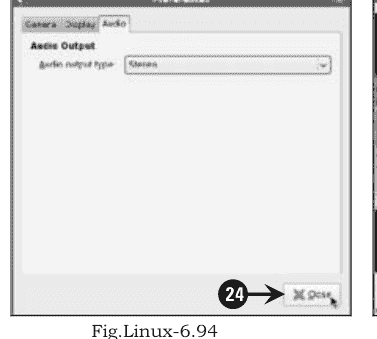 General Display Audio
Audio Output
Audio output type: Stereo
24
Close
Fig.Linux-6.94